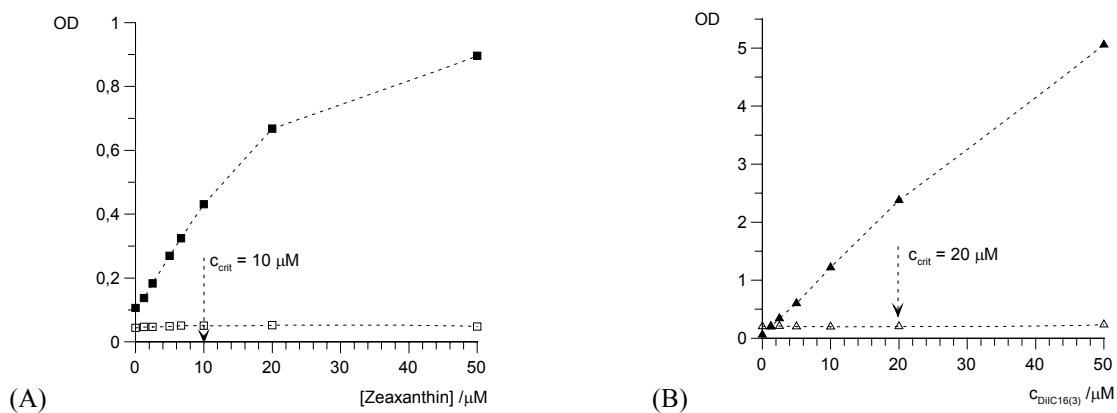 OD
1
0,8
0,6
0,4
0,2
0
c_crit = 10 μM
0 10 20 30 40 50
[Zeaxanthin] /μM
(A)
OD
5
4
3
2
1
0
c_crit = 20 μM
0 10 20 30 40 50
c_DiIC16(3) /μM
(B)